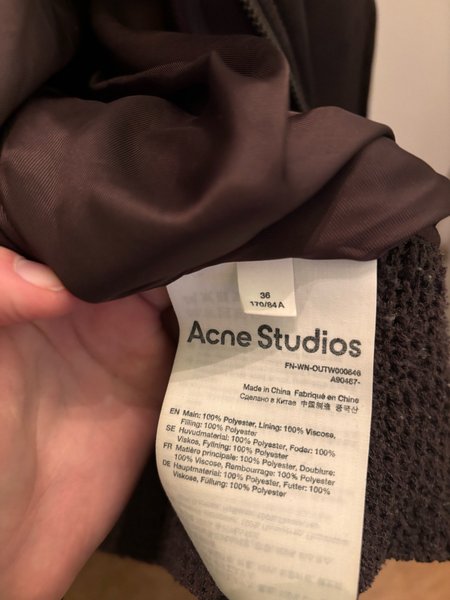 36
170/84A
Acne Studios
FN-WN-OUTW000646
A90487-
Made in China Fabriqué en Chine
Сделано в Китае 中国制造 중국산
EN Main: 100% Polyester, Lining: 100% Viscose,
Filling: 100% Polyester
SE Huvudmaterial: 100% Polyester, Foder: 100%
Viskos, Fyllning: 100% Polyester
FR Matière principale: 100% Polyester, Doublure:
100% Viscose, Rembourrage: 100% Polyester
DE Hauptmaterial: 100% Polyester, Futter: 100%
Viskose, Füllung: 100% Polyester